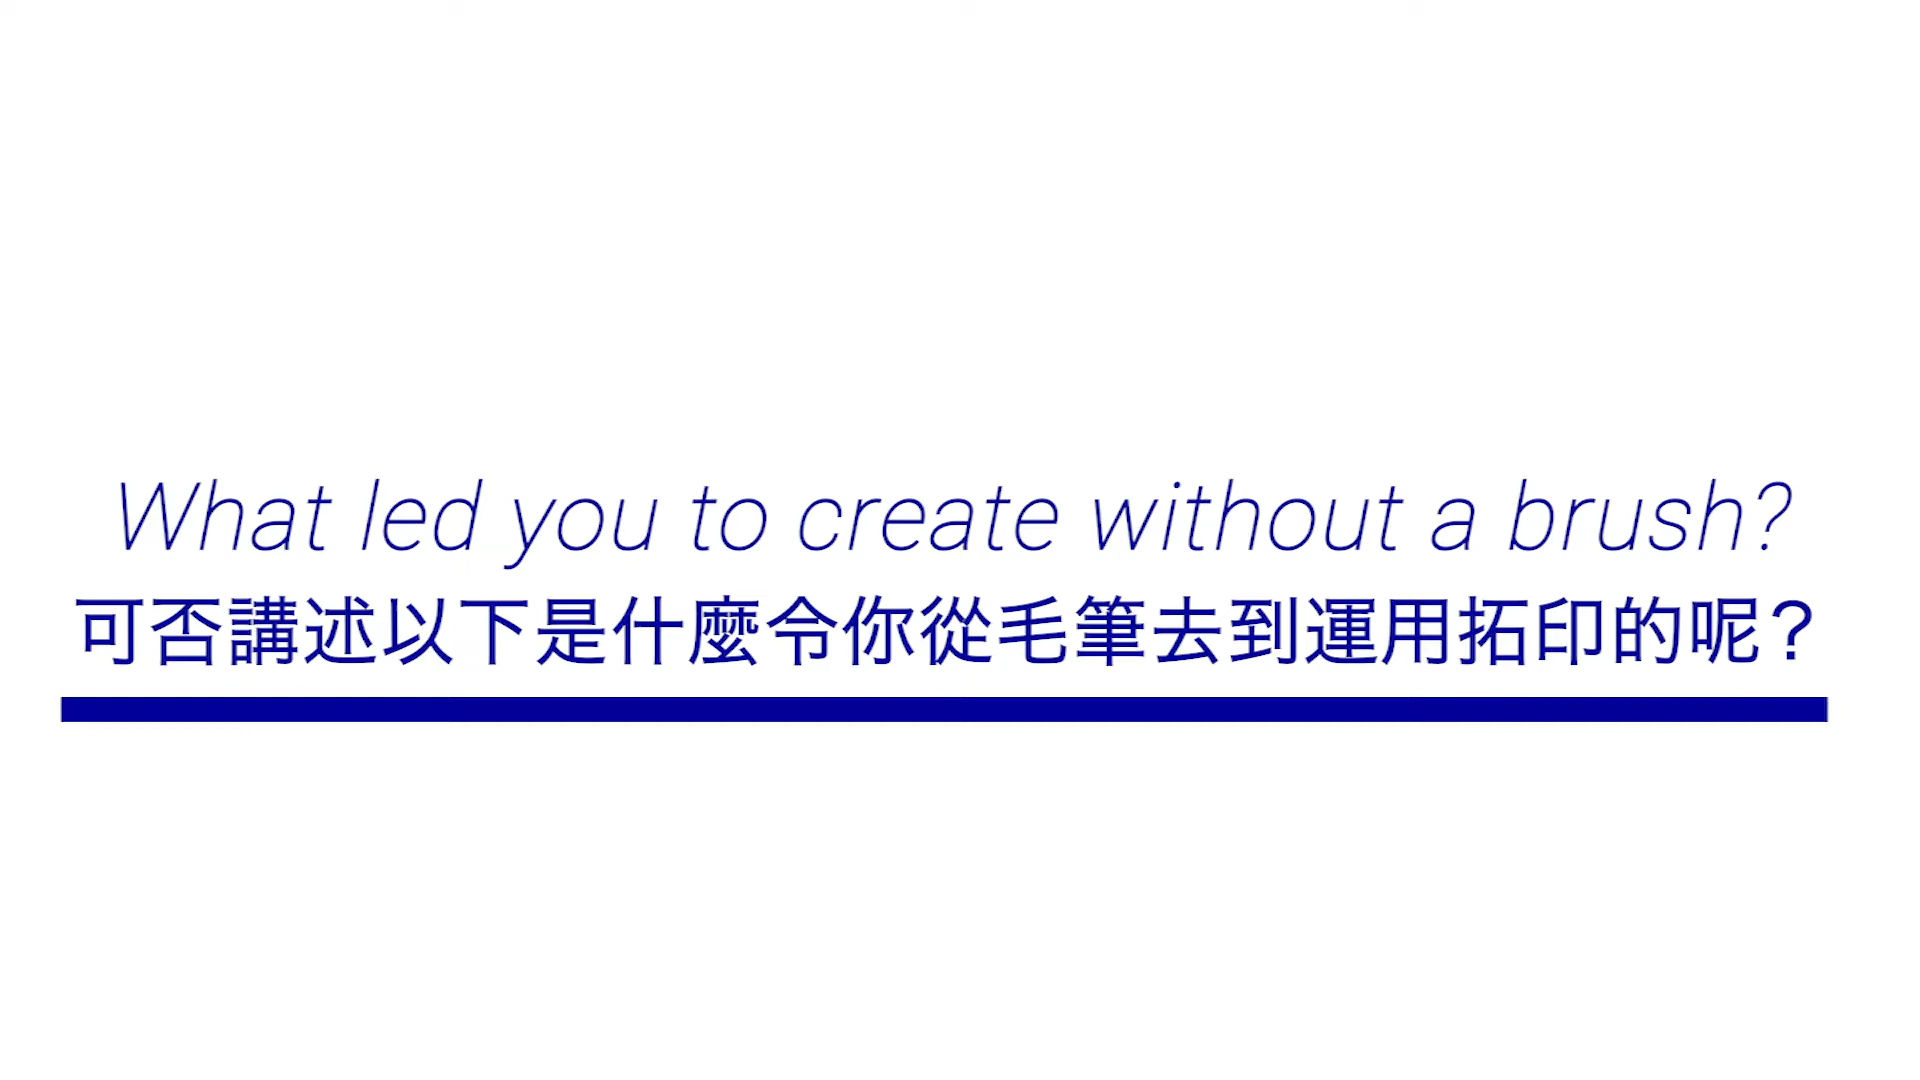 What led you to create without a brush?
可否講述以下是什麼令你從毛筆去到運用拓印的呢？